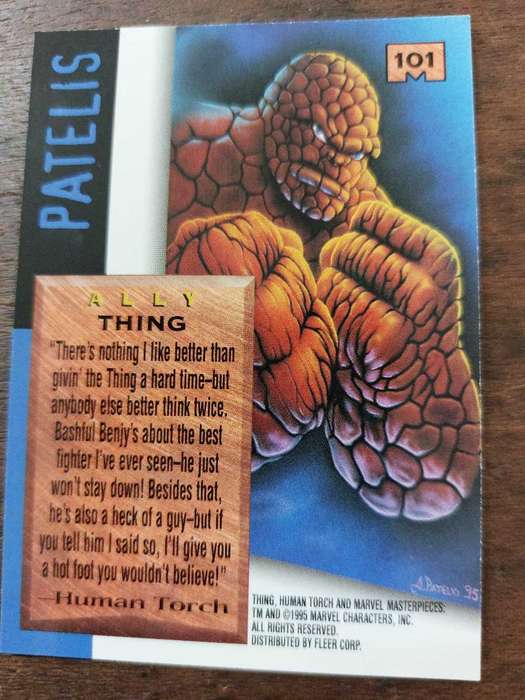 PATELIS
101
M
ALLY
THING
"There's nothing I like better than
givin' the Thing a hard time–but
anybody else better think twice.
Bashful Benjy's about the best
fighter I've ever seen–he just
won't stay down! Besides that,
he's also a heck of a guy–but if
you tell him I said so, I'll give you
a hot foot you wouldn't believe!"
–Human Torch
J. PATELIS 95
THING, HUMAN TORCH AND MARVEL MASTERPIECES:
TM AND ©1995 MARVEL CHARACTERS, INC.
ALL RIGHTS RESERVED.
DISTRIBUTED BY FLEER CORP.